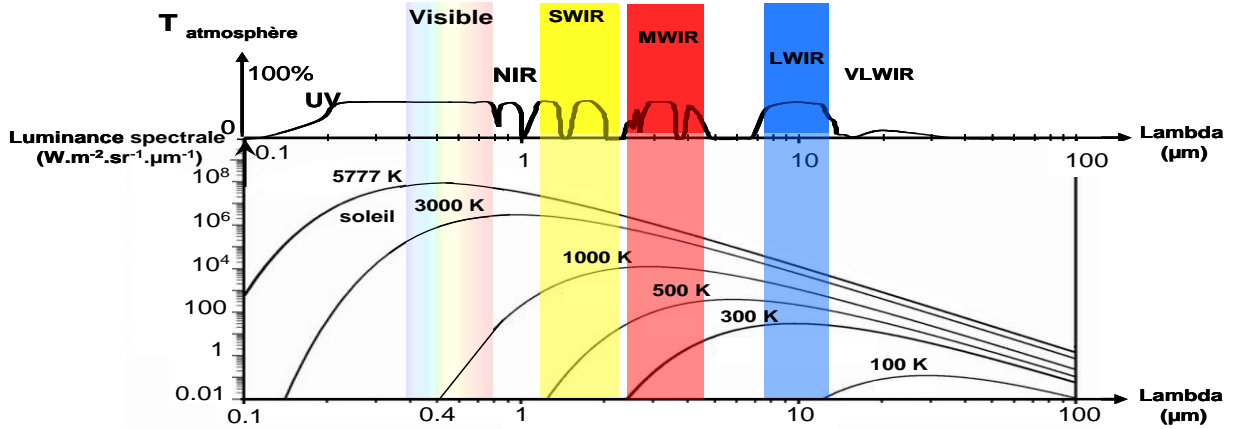 Visible
SWIR
MWIR
LWIR
VLWIR
NIR
UV
T atmosphère
100%
0
Luminance spectrale
(W.m-2.sr-1.µm-1)
0.1
1
10
100
Lambda
(µm)
10⁸
10⁶
10⁴
100
1
0.01
5777 K
soleil
3000 K
1000 K
500 K
300 K
100 K
0.1
0.4
1
10
100
Lambda
(µm)